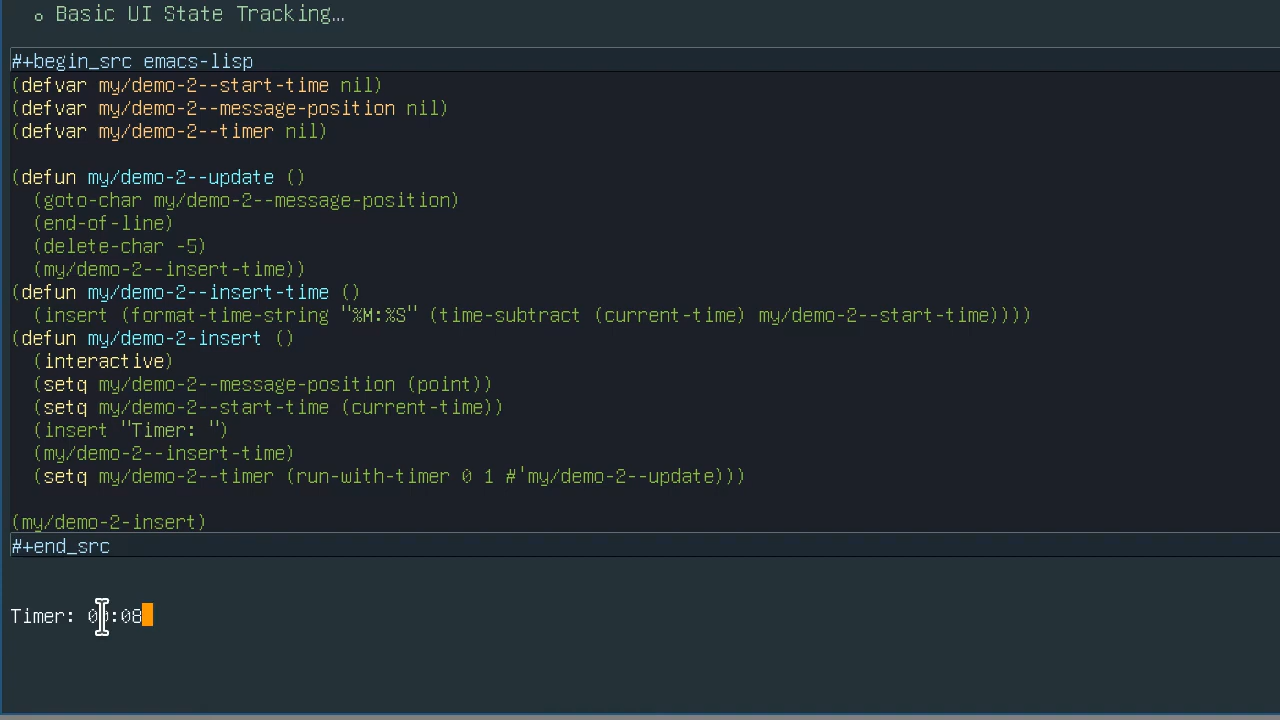 Basic UI State Tracking…
#+begin_src emacs-lisp
(defvar my/demo-2--start-time nil)
(defvar my/demo-2--message-position nil)
(defvar my/demo-2--timer nil)
(defun my/demo-2--update ()
  (goto-char my/demo-2--message-position)
  (end-of-line)
  (delete-char -5)
  (my/demo-2--insert-time))
(defun my/demo-2--insert-time ()
  (insert (format-time-string "%M:%S" (time-subtract (current-time) my/demo-2--start-time))))
(defun my/demo-2-insert ()
  (interactive)
  (setq my/demo-2--message-position (point))
  (setq my/demo-2--start-time (current-time))
  (insert "Timer: ")
  (my/demo-2--insert-time)
  (setq my/demo-2--timer (run-with-timer 0 1 #'my/demo-2--update)))
(my/demo-2-insert)
#+end_src
Timer: 00:08